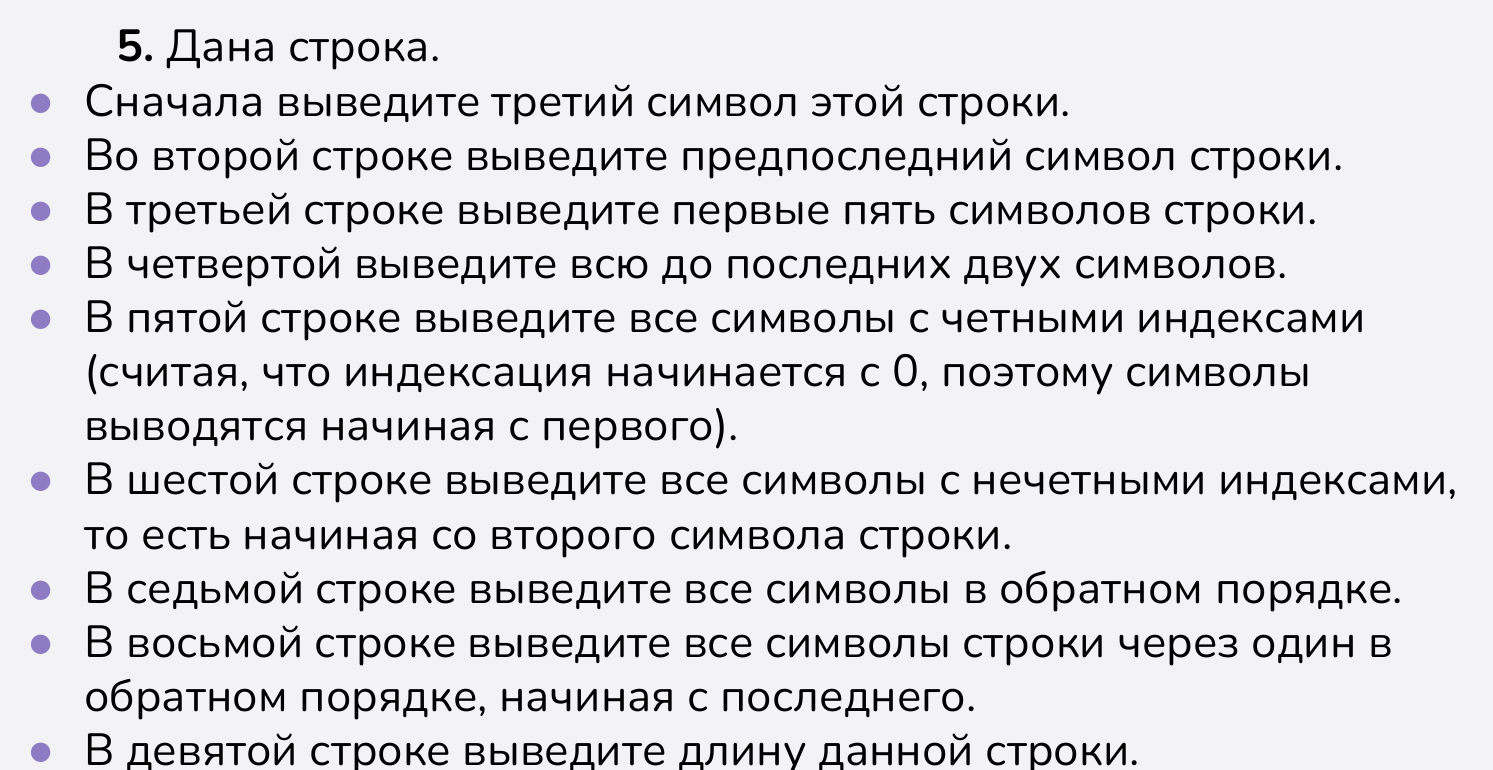 5. Дана строка.
● Сначала выведите третий символ этой строки.
● Во второй строке выведите предпоследний символ строки.
● В третьей строке выведите первые пять символов строки.
● В четвертой выведите всю до последних двух символов.
● В пятой строке выведите все символы с четными индексами
(считая, что индексация начинается с 0, поэтому символы
выводятся начиная с первого).
● В шестой строке выведите все символы с нечетными индексами,
то есть начиная со второго символа строки.
● В седьмой строке выведите все символы в обратном порядке.
● В восьмой строке выведите все символы строки через один в
обратном порядке, начиная с последнего.
● В девятой строке выведите длину данной строки.